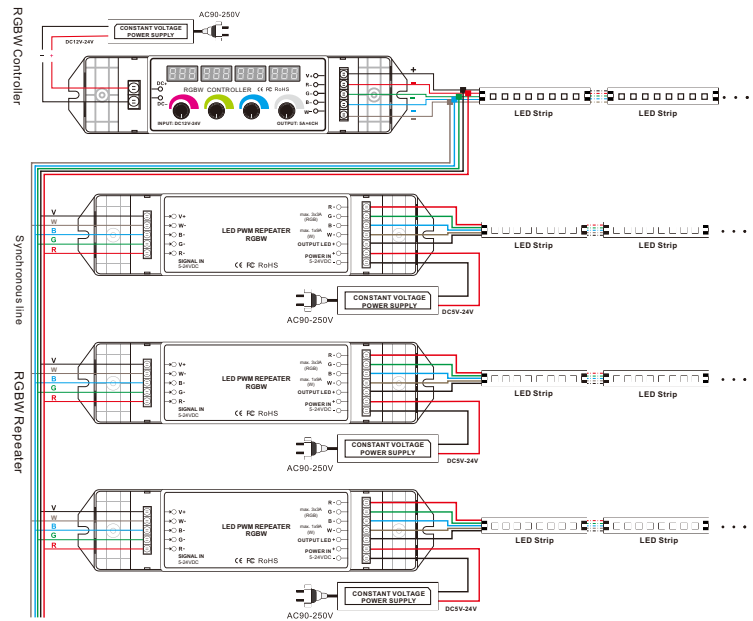 RGBW Controller
AC90-250V
CONSTANT VOLTAGE
POWER SUPPLY
DC12V-24V
- +
DC+
DC-
RGBW CONTROLLER CE FC RoHS
INPUT: DC12V-24V
OUTPUT: 5A×4CH
V+
R-
G-
B-
W-
+
-
-
-
-
LED Strip
LED Strip
Synchronous line
RGBW Repeater
V
W
B
G
R
V+
W-
B-
G-
R-
SIGNAL IN
5-24VDC
LED PWM REPEATER
RGBW
CE FC RoHS
R-
G-
B-
W-
max. 3x3A
(RGB)
max. 1x9A
(W)
OUTPUT LED+
POWER IN +
5-24VDC -
LED Strip
LED Strip
CONSTANT VOLTAGE
POWER SUPPLY
AC90-250V
DC5V-24V
V
W
B
G
R
V+
W-
B-
G-
R-
SIGNAL IN
5-24VDC
LED PWM REPEATER
RGBW
CE FC RoHS
R-
G-
B-
W-
max. 3x3A
(RGB)
max. 1x9A
(W)
OUTPUT LED+
POWER IN +
5-24VDC -
LED Strip
LED Strip
CONSTANT VOLTAGE
POWER SUPPLY
AC90-250V
DC5V-24V
V
W
B
G
R
V+
W-
B-
G-
R-
SIGNAL IN
5-24VDC
LED PWM REPEATER
RGBW
CE FC RoHS
R-
G-
B-
W-
max. 3x3A
(RGB)
max. 1x9A
(W)
OUTPUT LED+
POWER IN +
5-24VDC -
LED Strip
LED Strip
CONSTANT VOLTAGE
POWER SUPPLY
AC90-250V
DC5V-24V